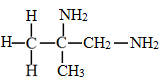 H NH₂
H—C—C—CH₂—NH₂
H CH₃